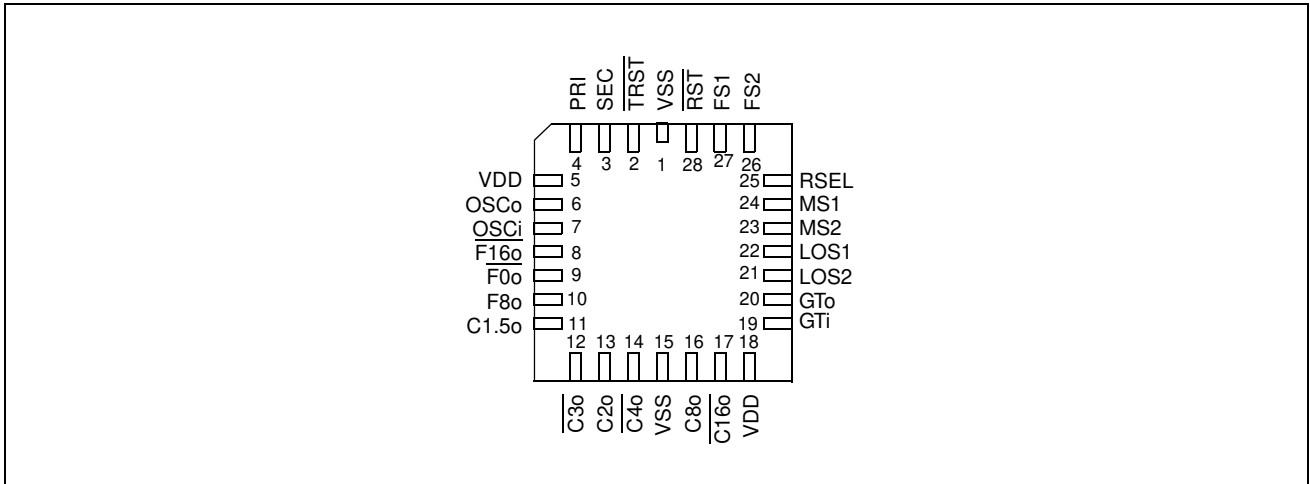 PRI SEC TRST VSS RST FS1 FS2
4 3 2 1 28 27 26
VDD 5 25 RSEL
OSCo 6 24 MS1
OSCi 7 23 MS2
F16o 8 22 LOS1
F0o 9 21 LOS2
F8o 10 20 GTo
C1.5o 11 19 GTi
12 13 14 15 16 17 18
C3o C2o C4o VSS C8o C16o VDD